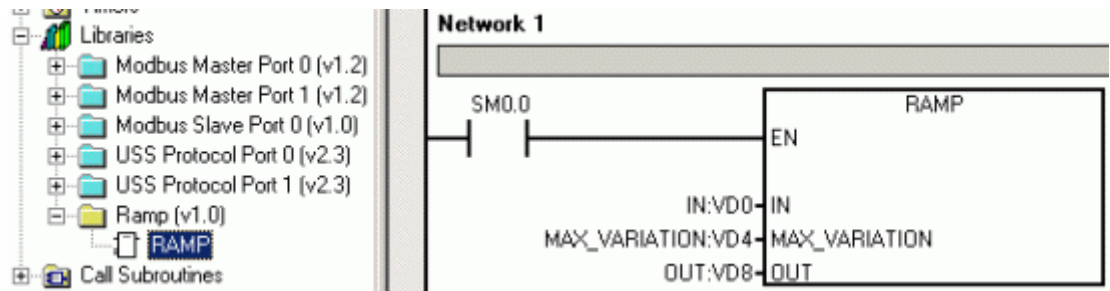 Libraries
Modbus Master Port 0 (v1.2)
Modbus Master Port 1 (v1.2)
Modbus Slave Port 0 (v1.0)
USS Protocol Port 0 (v2.3)
USS Protocol Port 1 (v2.3)
Ramp (v1.0)
RAMP
Call Subroutines
Network 1
SM0.0
RAMP
EN
IN:VD0 IN
MAX_VARIATION:VD4 MAX_VARIATION
OUT:VD8 OUT